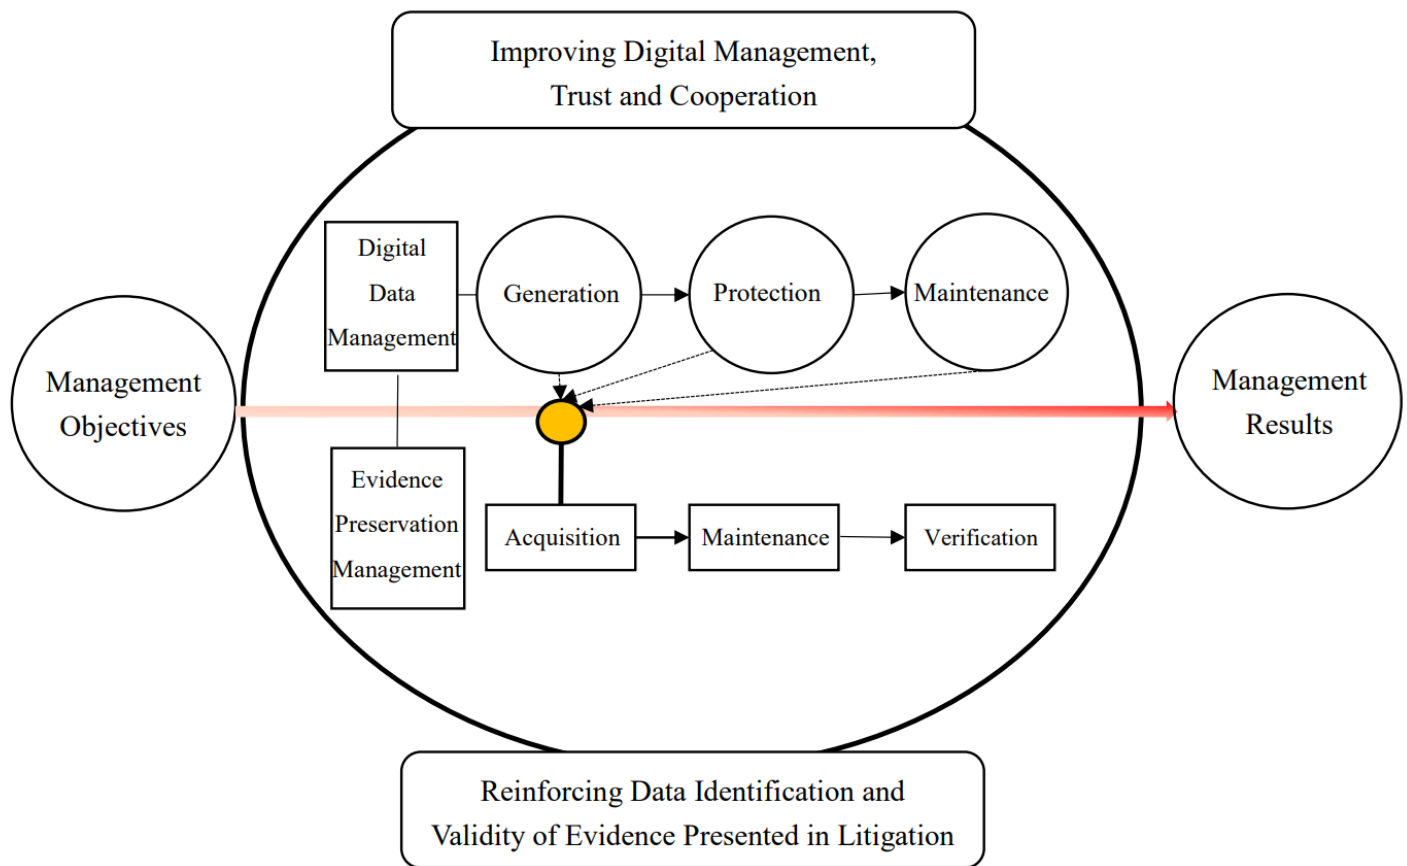 Improving Digital Management,
Trust and Cooperation
Digital
Data
Management
Generation
Protection
Maintenance
Management
Objectives
Management
Results
Evidence
Preservation
Management
Acquisition
Maintenance
Verification
Reinforcing Data Identification and
Validity of Evidence Presented in Litigation